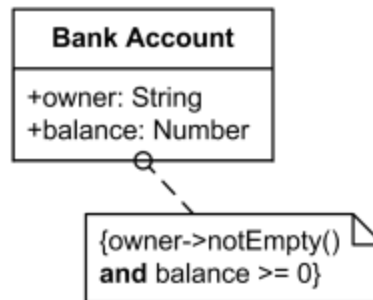 Bank Account
+owner: String
+balance: Number
{owner->notEmpty()
and balance >= 0}